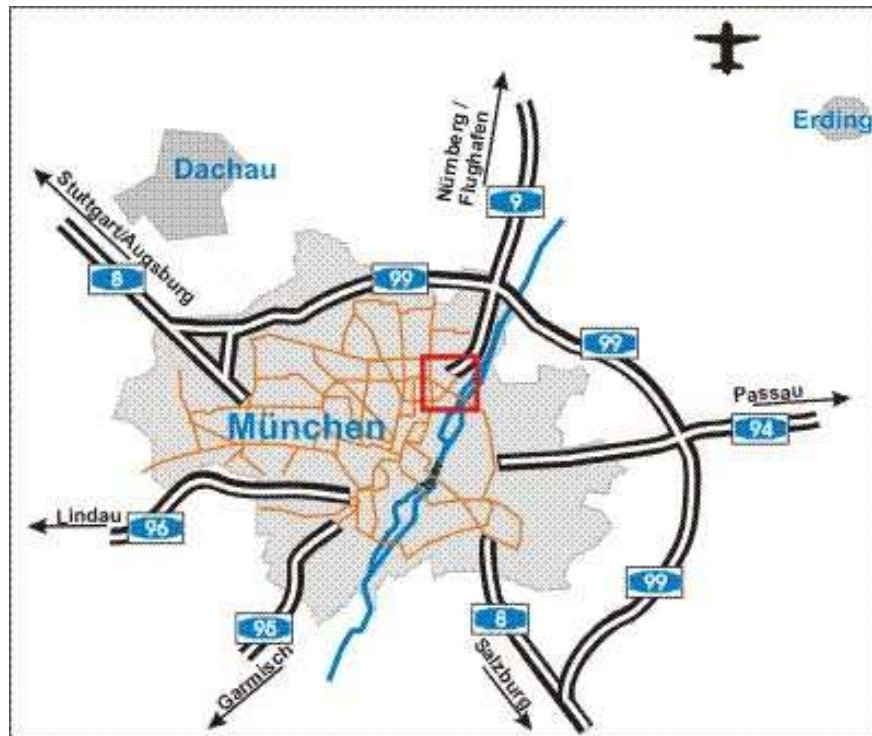 Erding
Nürnberg /
Flughafen
Dachau
9
Stuttgart/Augsburg
8
99
99
Passau
94
München
Lindau
96
99
95
8
Garmisch
Salzburg